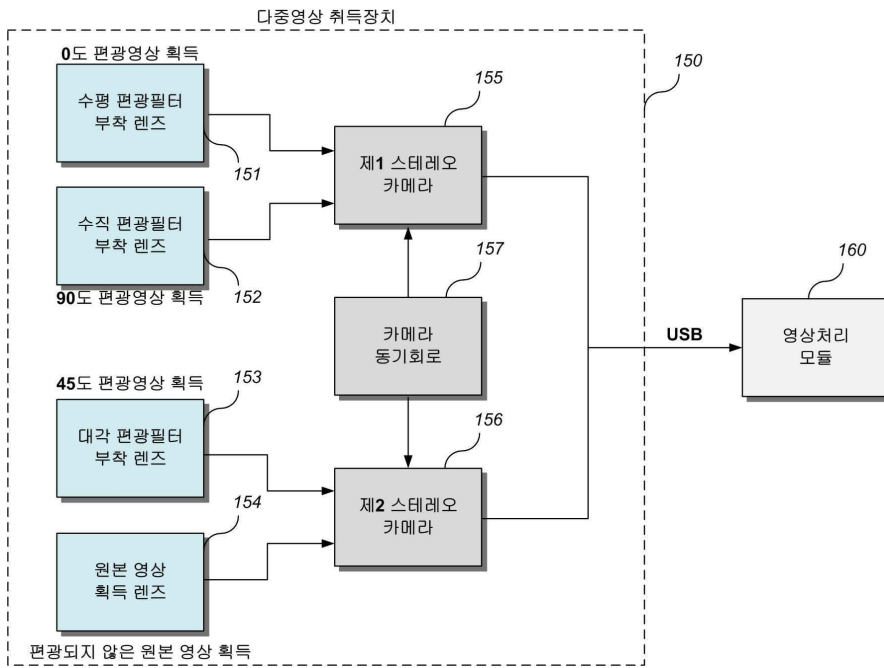 다중영상 취득장치
0도 편광영상 획득
150
수평 편광필터
부착 렌즈
151
155
제1 스테레오
카메라
수직 편광필터
부착 렌즈
152
90도 편광영상 획득
157
카메라
동기회로
160
USB
영상처리
모듈
45도 편광영상 획득
153
대각 편광필터
부착 렌즈
156
제2 스테레오
카메라
154
원본 영상
획득 렌즈
편광되지 않은 원본 영상 획득